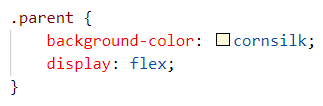 .parent {
    background-color: cornsilk;
    display: flex;
}